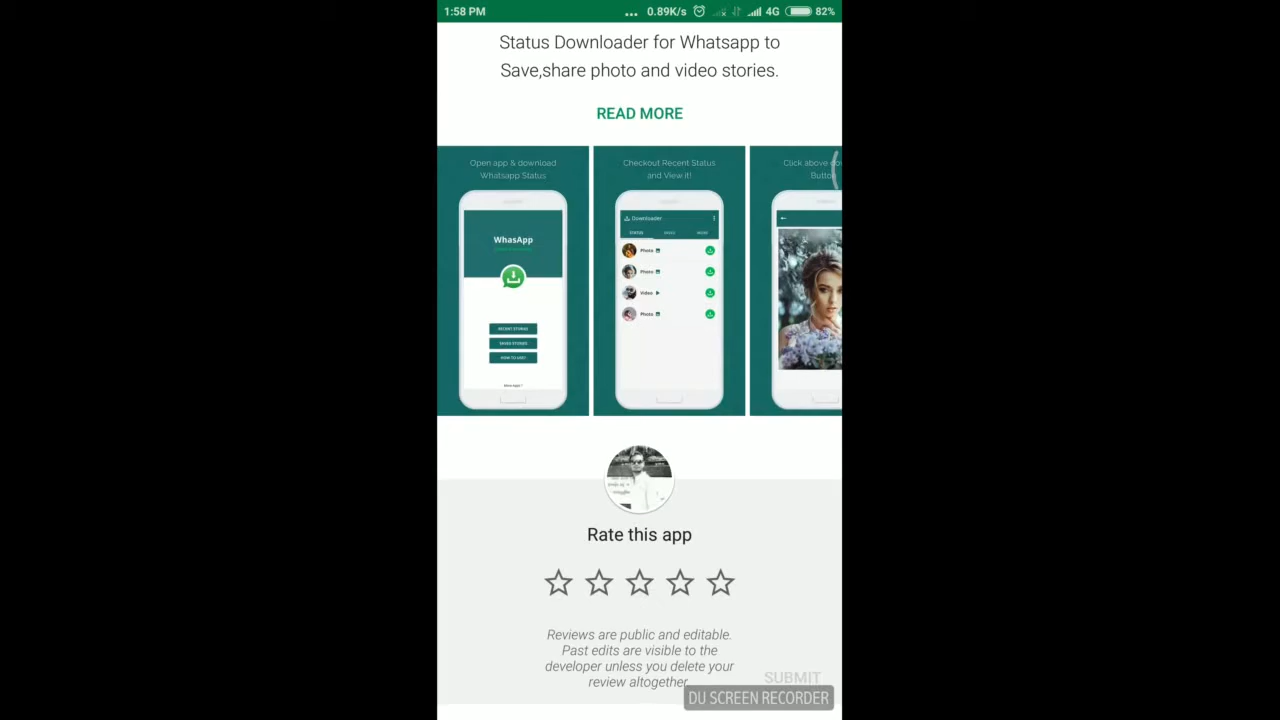 1:58 PM
... 0.89K/s 4G 82%
Status Downloader for Whatsapp to
Save,share photo and video stories.
READ MORE
Open app & download
Whatsapp Status
WhasApp
RECENT STORIES
SAVED STORIES
HOW TO USE?
Checkout Recent Status
and View it!
Downloader
STATUS
Photo
Photo
Video
Photo
Click above
Button
Rate this app
Reviews are public and editable.
Past edits are visible to the
developer unless you delete your
review altogether.
SUBMIT
DU SCREEN RECORDER